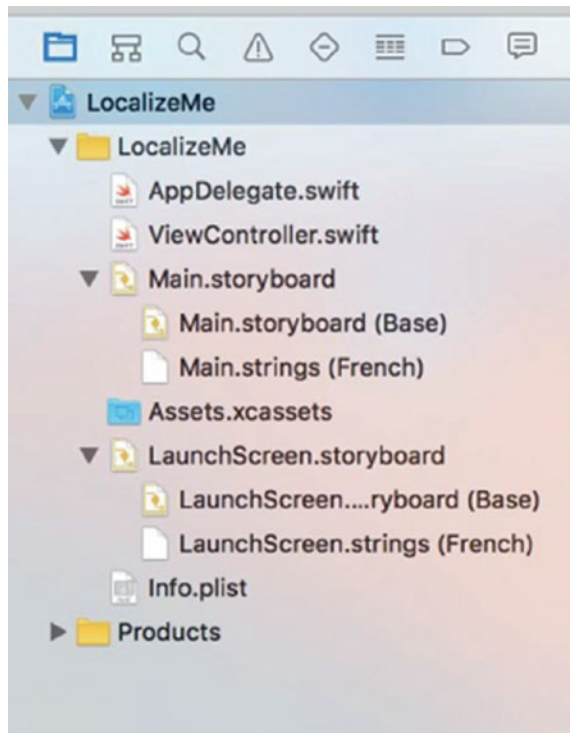 LocalizeMe
LocalizeMe
AppDelegate.swift
ViewController.swift
Main.storyboard
Main.storyboard (Base)
Main.strings (French)
Assets.xcassets
LaunchScreen.storyboard
LaunchScreen....ryboard (Base)
LaunchScreen.strings (French)
Info.plist
Products